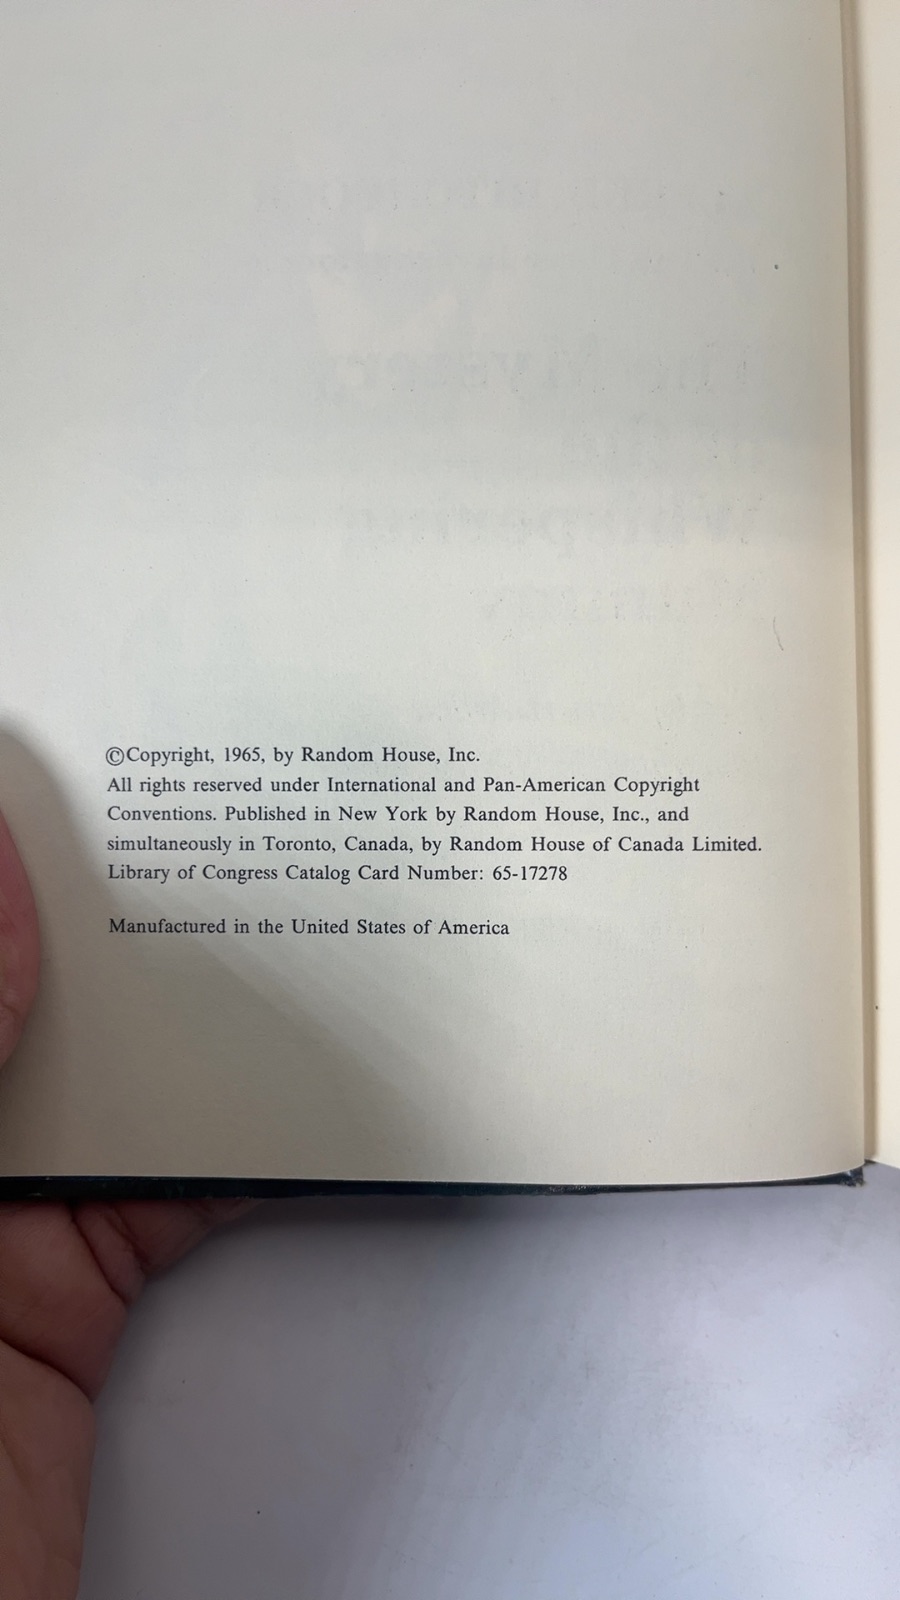 ©Copyright, 1965, by Random House, Inc.
All rights reserved under International and Pan-American Copyright
Conventions. Published in New York by Random House, Inc., and
simultaneously in Toronto, Canada, by Random House of Canada Limited.
Library of Congress Catalog Card Number: 65-17278
Manufactured in the United States of America